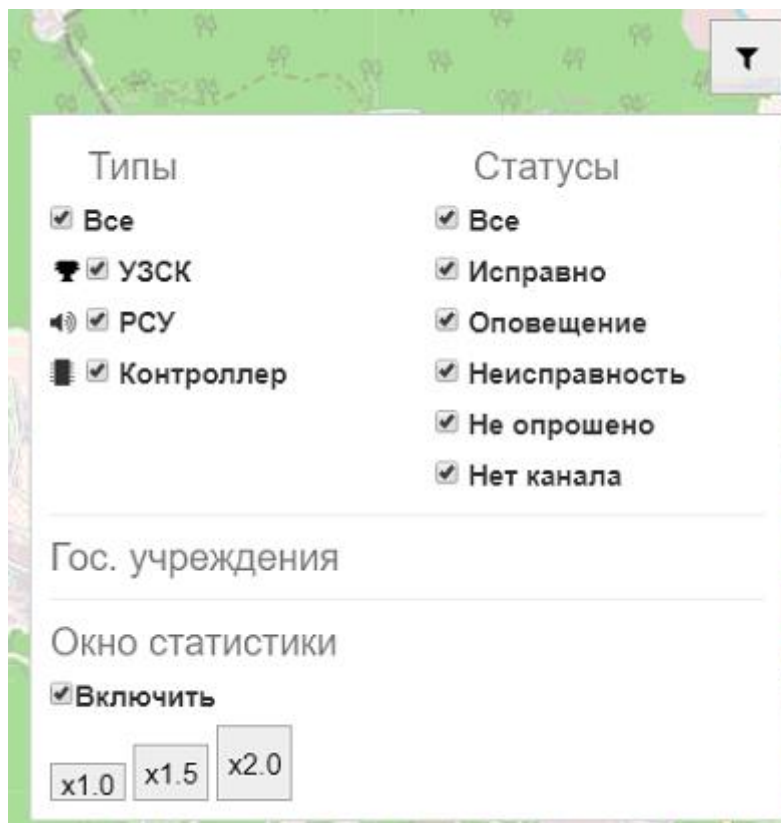 Типы
Все
УЗСК
РСУ
Контроллер
Статусы
Все
Исправно
Оповещение
Неисправность
Не опрошено
Нет канала
Гос. учреждения
Окно статистики
Включить
x1.0 x1.5 x2.0